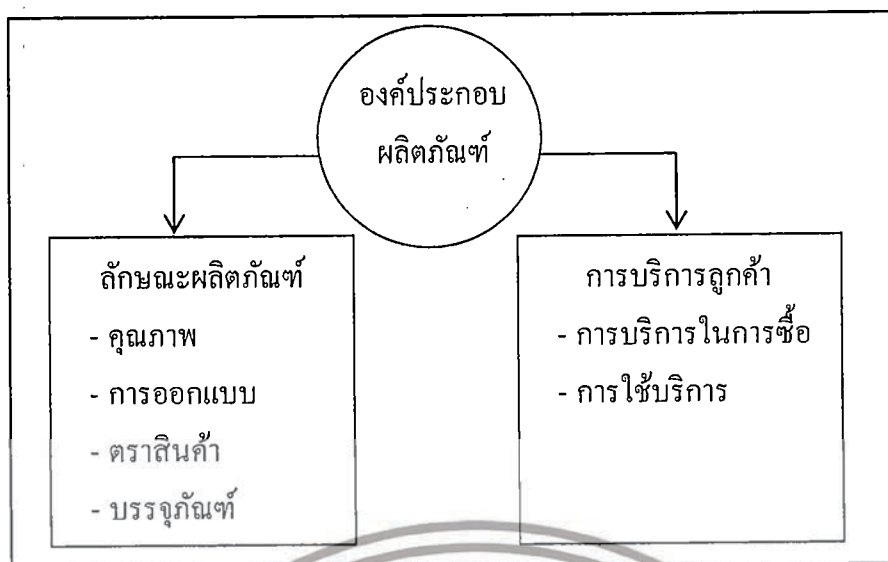 องค์ประกอบ
ผลิตภัณฑ์
ลักษณะผลิตภัณฑ์
- คุณภาพ
- การออกแบบ
- ตราสินค้า
- บรรจุภัณฑ์
การบริการลูกค้า
- การบริการในการซื้อ
- การใช้บริการ